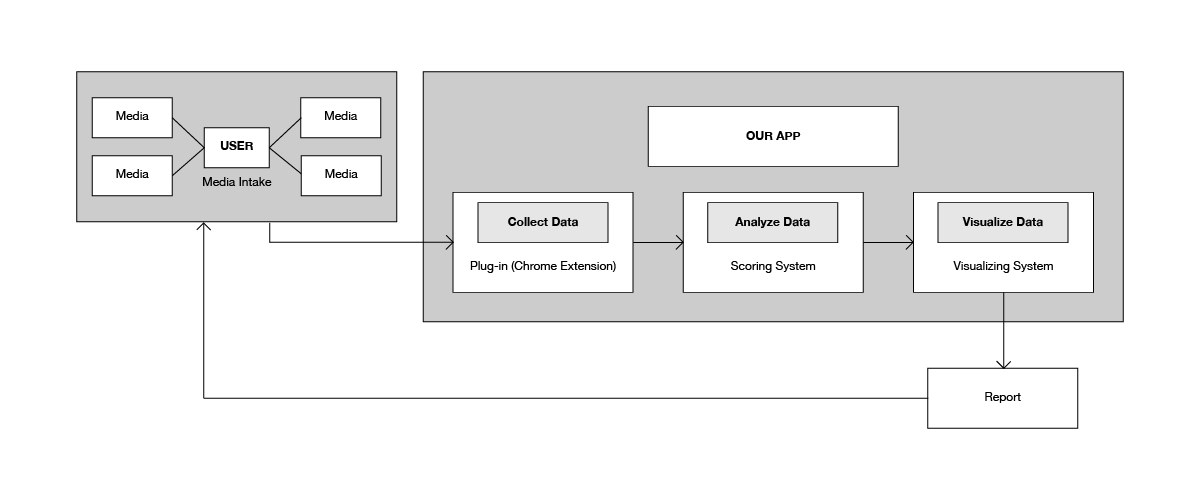 Media
Media
USER
Media
Media
Media Intake
OUR APP
Collect Data
Plug-in (Chrome Extension)
Analyze Data
Scoring System
Visualize Data
Visualizing System
Report